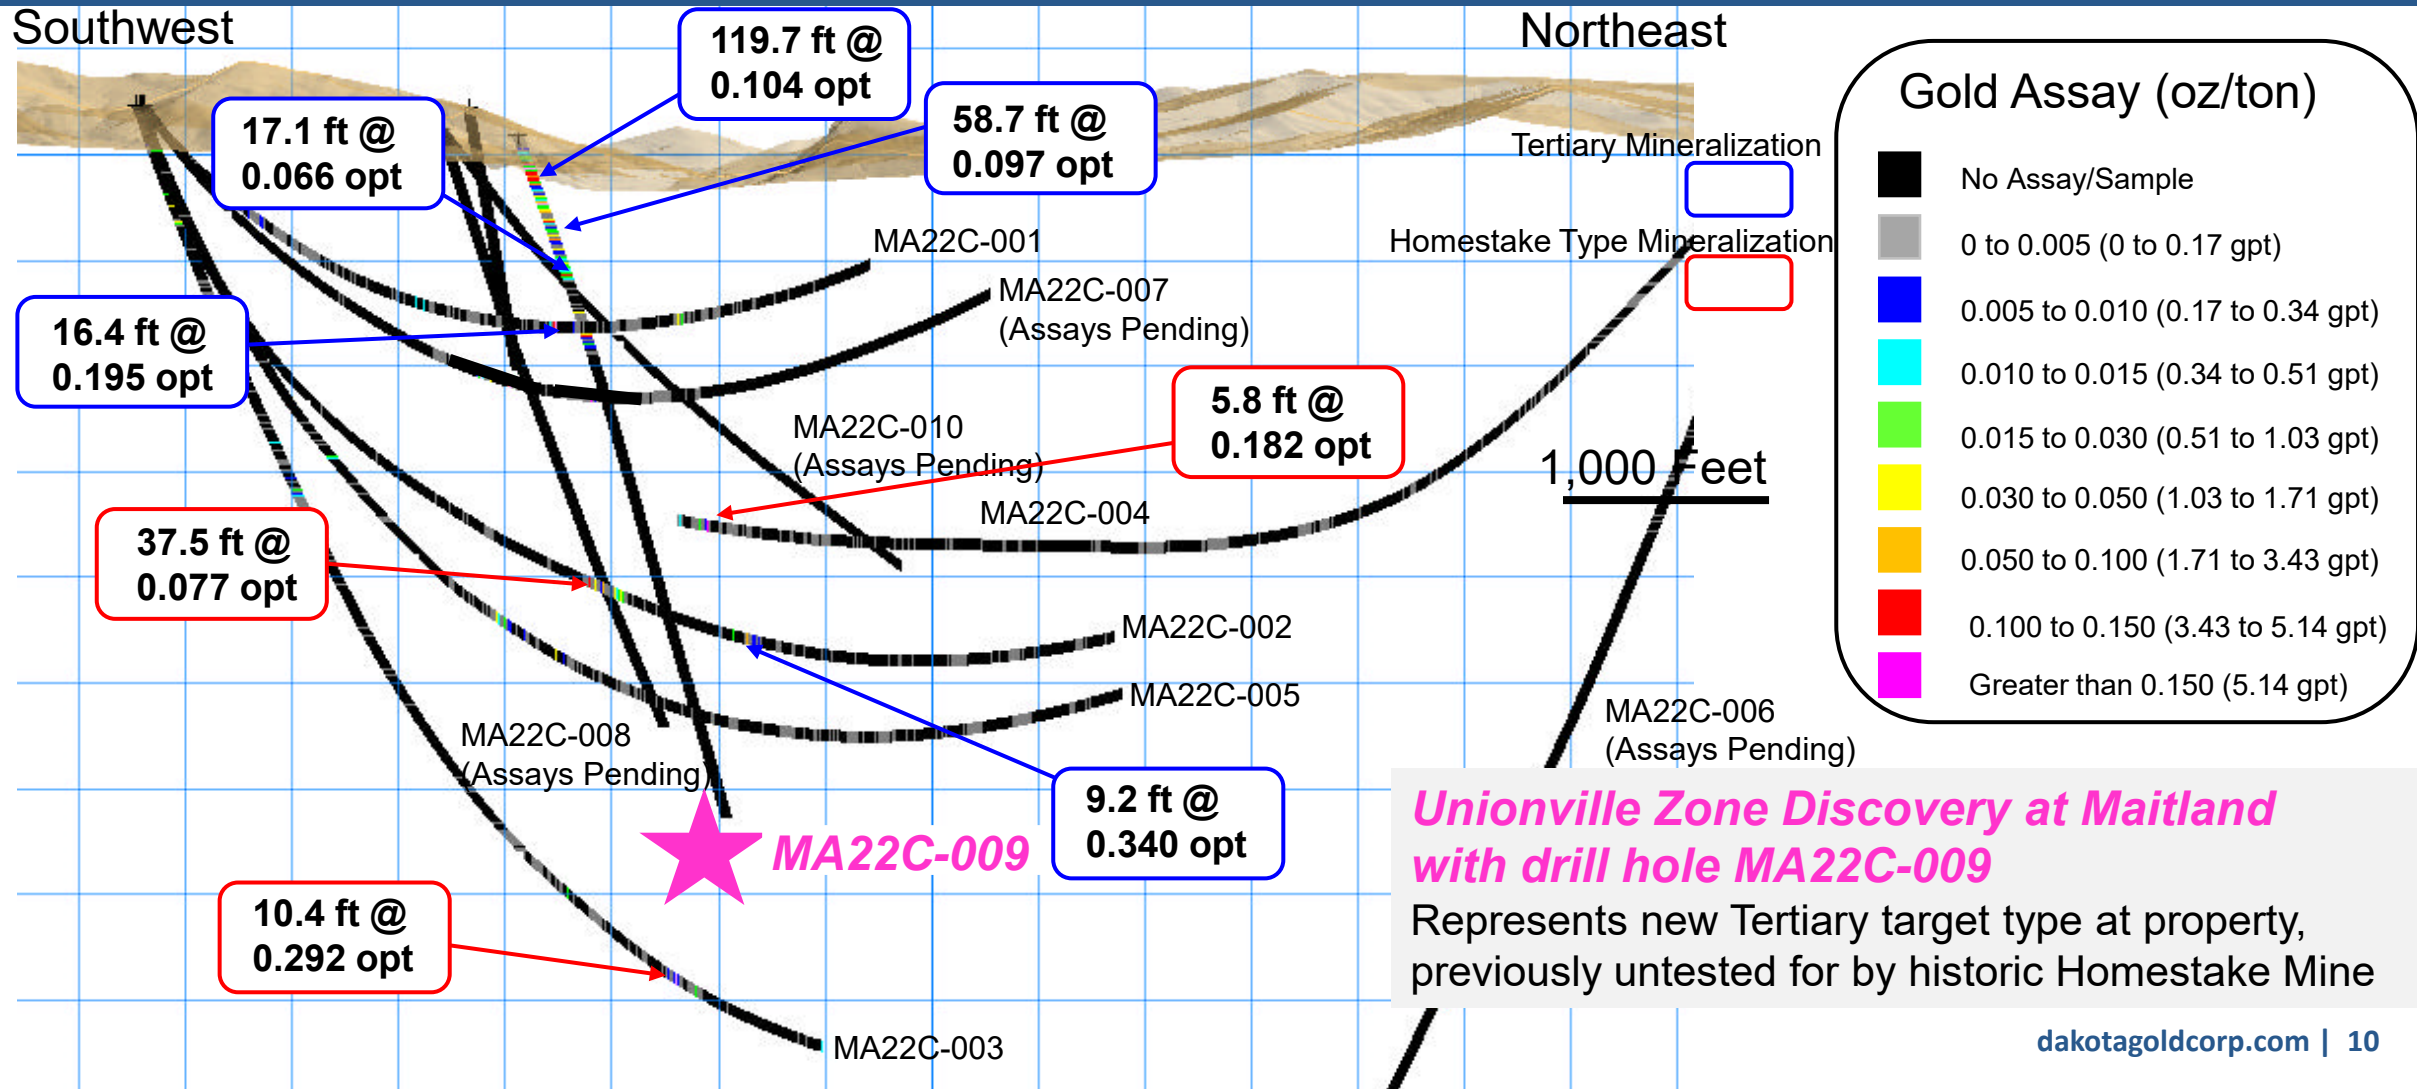 Southwest
Northeast
119.7 ft @
0.104 opt
58.7 ft @
0.097 opt
17.1 ft @
0.066 opt
Tertiary Mineralization
Homestake Type Mineralization
MA22C-001
MA22C-007
(Assays Pending)
16.4 ft @
0.195 opt
5.8 ft @
0.182 opt
MA22C-010
(Assays Pending)
MA22C-004
1,000 Feet
37.5 ft @
0.077 opt
MA22C-002
MA22C-005
MA22C-008
(Assays Pending)
MA22C-006
(Assays Pending)
9.2 ft @
0.340 opt
MA22C-009
10.4 ft @
0.292 opt
MA22C-003
Gold Assay (oz/ton)
No Assay/Sample
0 to 0.005 (0 to 0.17 gpt)
0.005 to 0.010 (0.17 to 0.34 gpt)
0.010 to 0.015 (0.34 to 0.51 gpt)
0.015 to 0.030 (0.51 to 1.03 gpt)
0.030 to 0.050 (1.03 to 1.71 gpt)
0.050 to 0.100 (1.71 to 3.43 gpt)
0.100 to 0.150 (3.43 to 5.14 gpt)
Greater than 0.150 (5.14 gpt)
Unionville Zone Discovery at Maitland
with drill hole MA22C-009
Represents new Tertiary target type at property,
previously untested for by historic Homestake Mine
dakotagoldcorp.com | 10